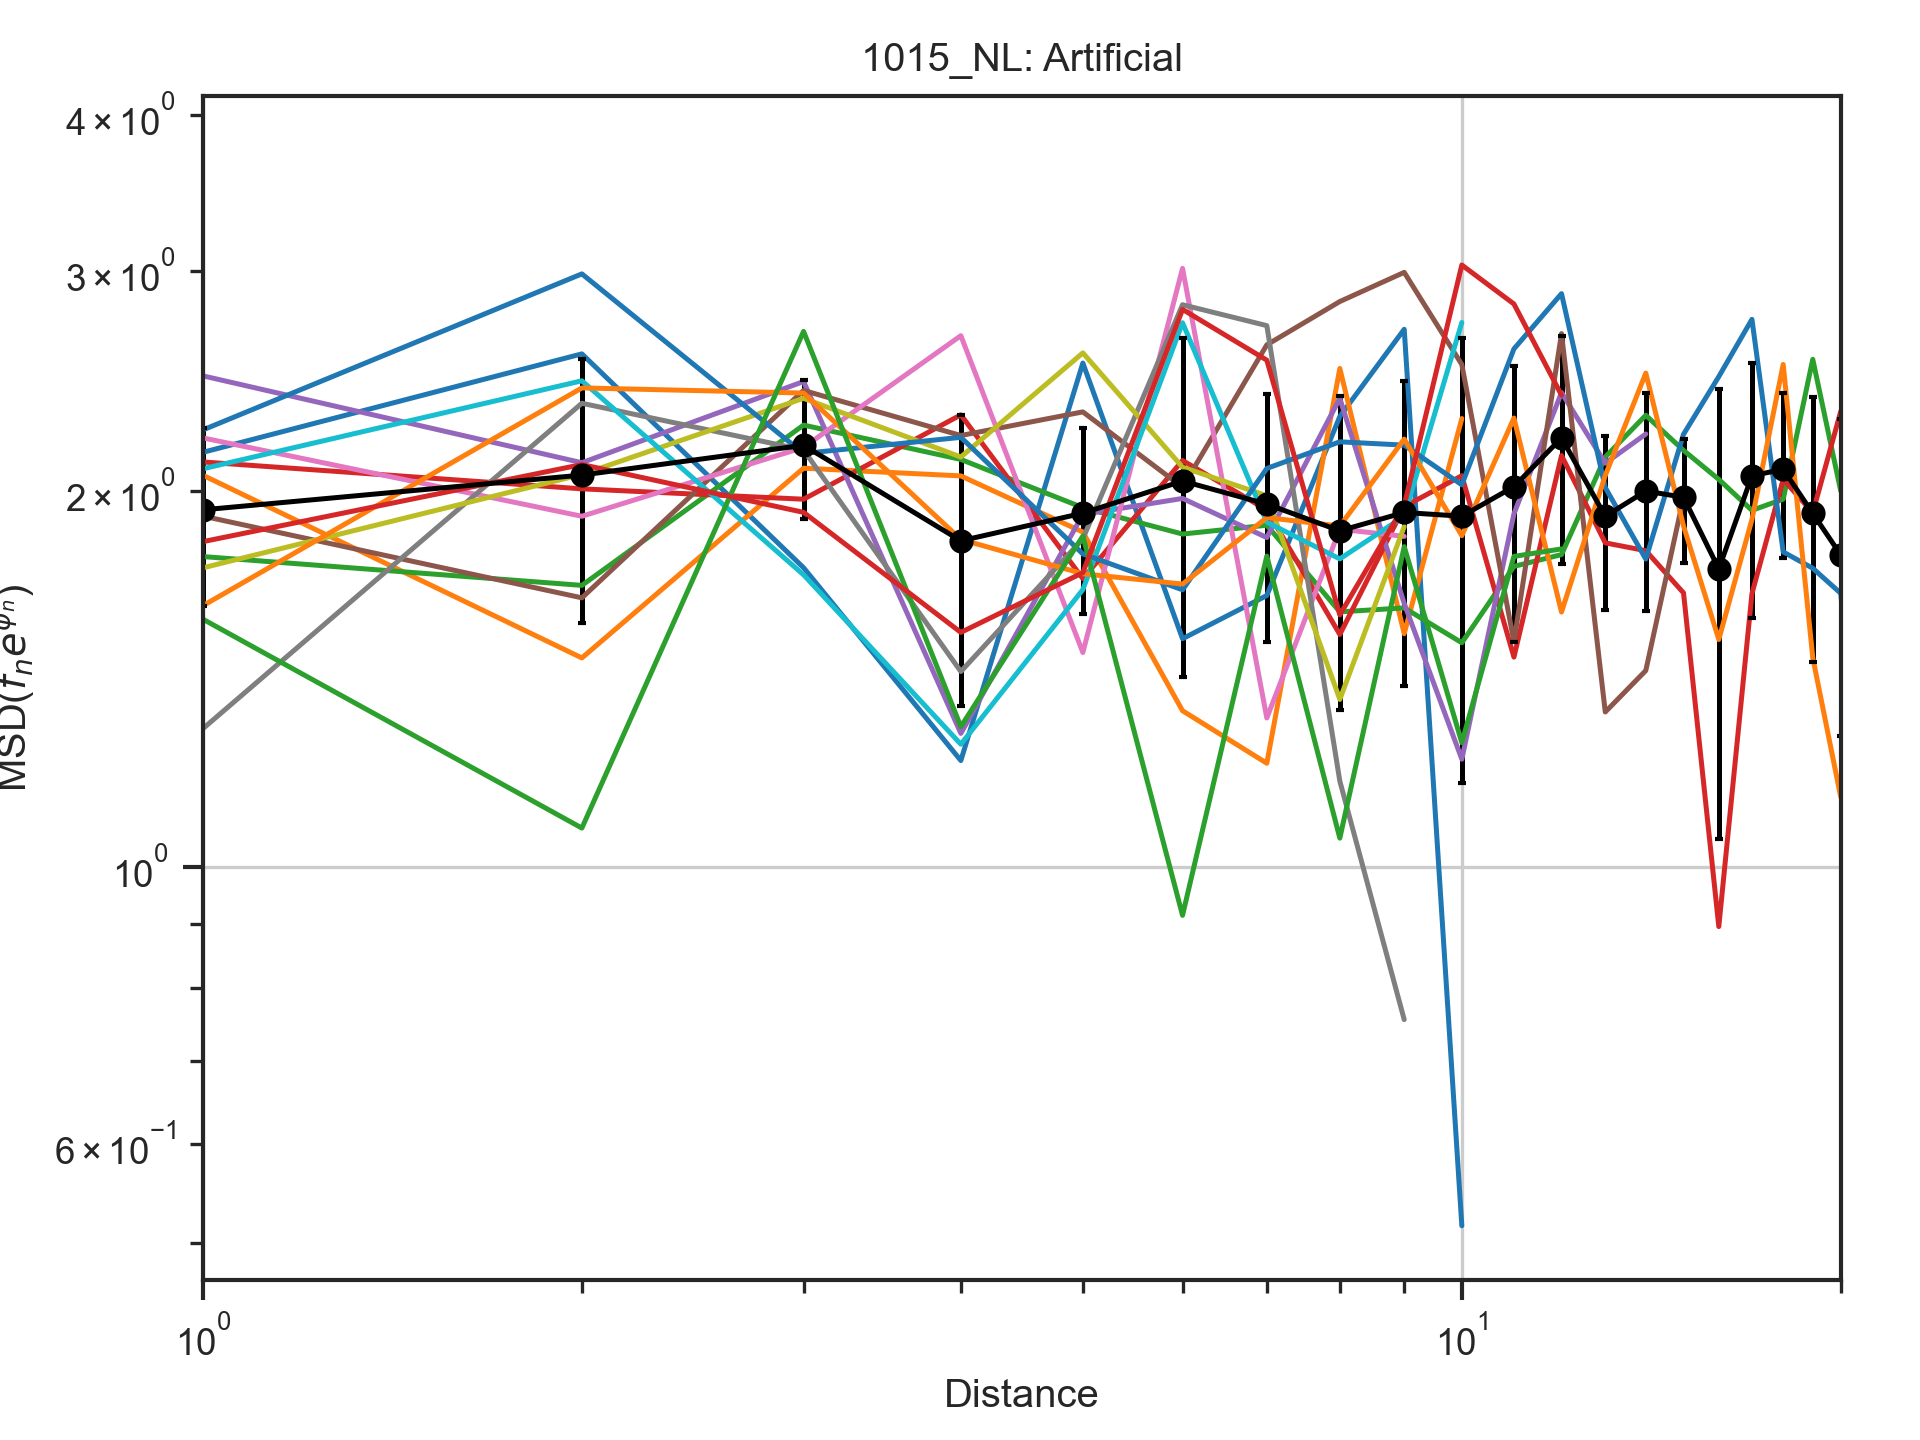 1015_NL: Artificial
4 × 10⁰
3 × 10⁰
2 × 10⁰
10⁰
6 × 10⁻¹
MSD(fₙe^φₙ)
10⁰ 10¹
Distance